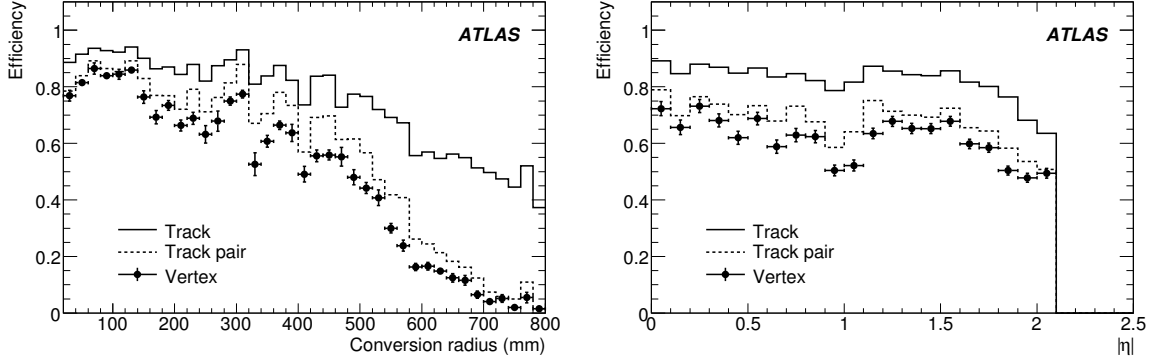 Efficiency
1
0.8
0.6
0.4
0.2
0
ATLAS
Track
Track pair
Vertex
100 200 300 400 500 600 700 800
Conversion radius (mm)
Efficiency
1
0.8
0.6
0.4
0.2
0
ATLAS
Track
Track pair
Vertex
0 0.5 1 1.5 2 2.5
|η|